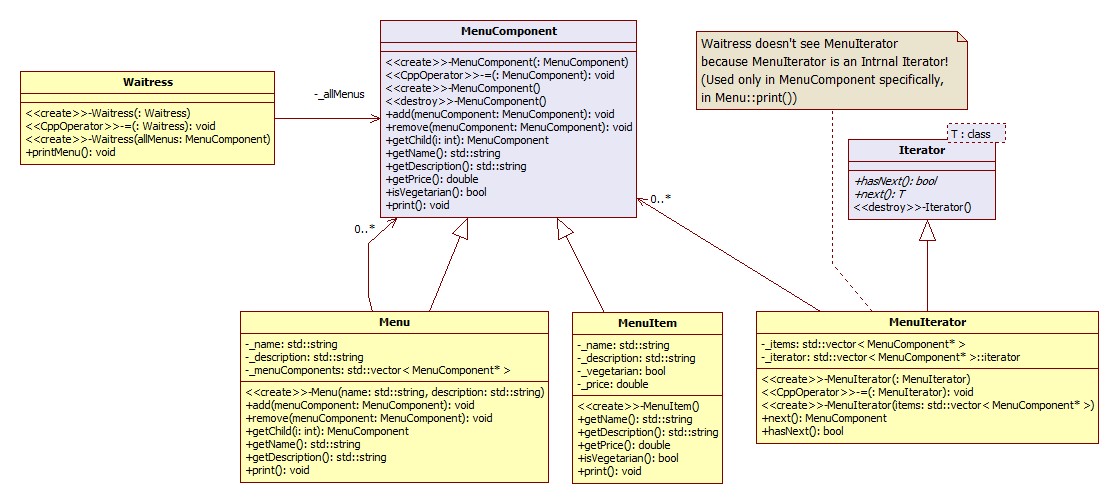 Waitress
<<create>>-Waitress(: Waitress)
<<CppOperator>>-=(: Waitress): void
<<create>>-Waitress(allMenus: MenuComponent)
+printMenu(): void
-_allMenus
MenuComponent
<<create>>-MenuComponent(: MenuComponent)
<<CppOperator>>-=(: MenuComponent): void
<<create>>-MenuComponent()
<<destroy>>-MenuComponent()
+add(menuComponent: MenuComponent): void
+remove(menuComponent: MenuComponent): void
+getChild(i: int): MenuComponent
+getName(): std::string
+getDescription(): std::string
+getPrice(): double
+isVegetarian(): bool
+print(): void
Waitress doesn't see MenuIterator
because MenuIterator is an Intrnal Iterator!
(Used only in MenuComponent specifically,
in Menu::print())
T : class
Iterator
+hasNext(): bool
+next(): T
<<destroy>>-Iterator()
0..*
0..*
Menu
-_name: std::string
-_description: std::string
-_menuComponents: std::vector< MenuComponent* >
<<create>>-Menu(name: std::string, description: std::string)
+add(menuComponent: MenuComponent): void
+remove(menuComponent: MenuComponent): void
+getChild(i: int): MenuComponent
+getName(): std::string
+getDescription(): std::string
+print(): void
MenuItem
-_name: std::string
-_description: std::string
-_vegetarian: bool
-_price: double
<<create>>-MenuItem()
+getName(): std::string
+getDescription(): std::string
+getPrice(): double
+isVegetarian(): bool
+print(): void
MenuIterator
-_items: std::vector< MenuComponent* >
-_iterator: std::vector< MenuComponent* >::iterator
<<create>>-MenuIterator(: MenuIterator)
<<CppOperator>>-=(: MenuIterator): void
<<create>>-MenuIterator(items: std::vector< MenuComponent* >)
+next(): MenuComponent
+hasNext(): bool